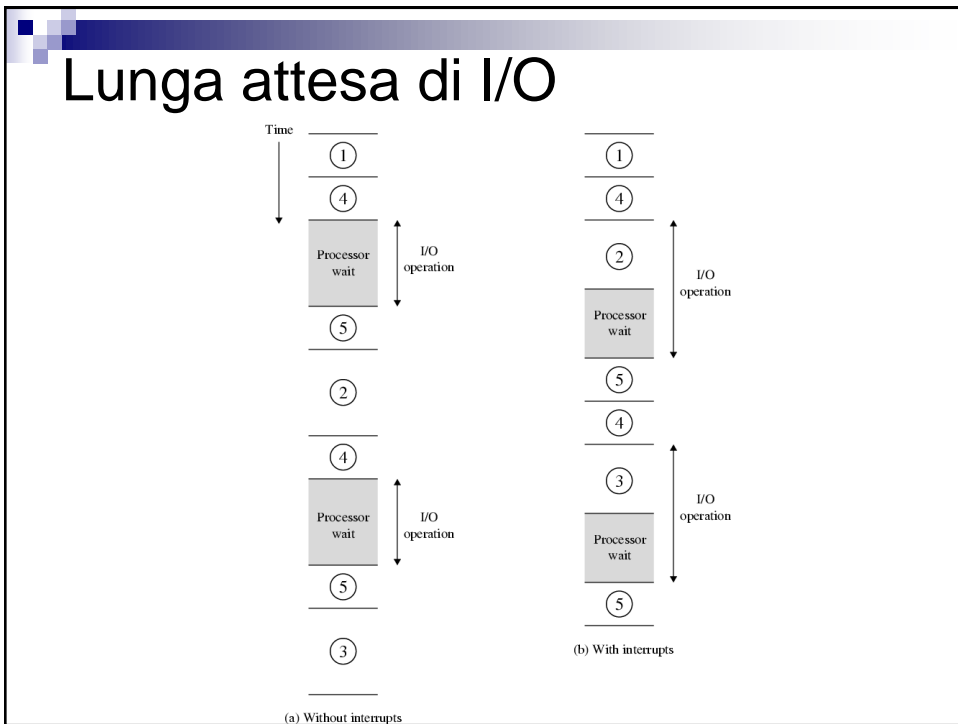 Lunga attesa di I/O
Time
1
4
Processor
wait
I/O
operation
5
2
4
Processor
wait
I/O
operation
5
3
(a) Without interrupts
1
4
2
I/O
operation
Processor
wait
5
4
3
I/O
operation
Processor
wait
5
(b) With interrupts